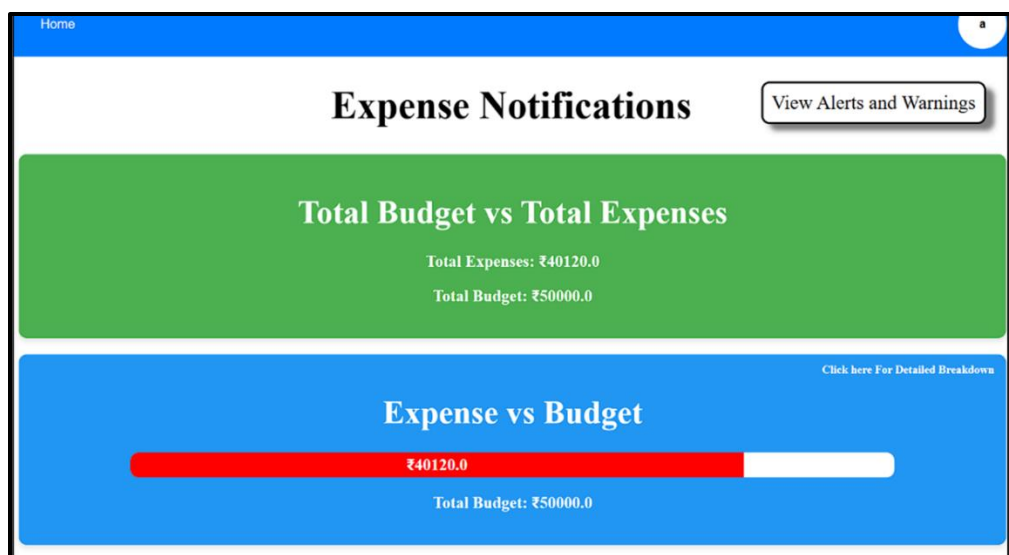 Home
a
Expense Notifications
View Alerts and Warnings
Total Budget vs Total Expenses
Total Expenses: ₹40120.0
Total Budget: ₹50000.0
Click here For Detailed Breakdown
Expense vs Budget
₹40120.0
Total Budget: ₹50000.0